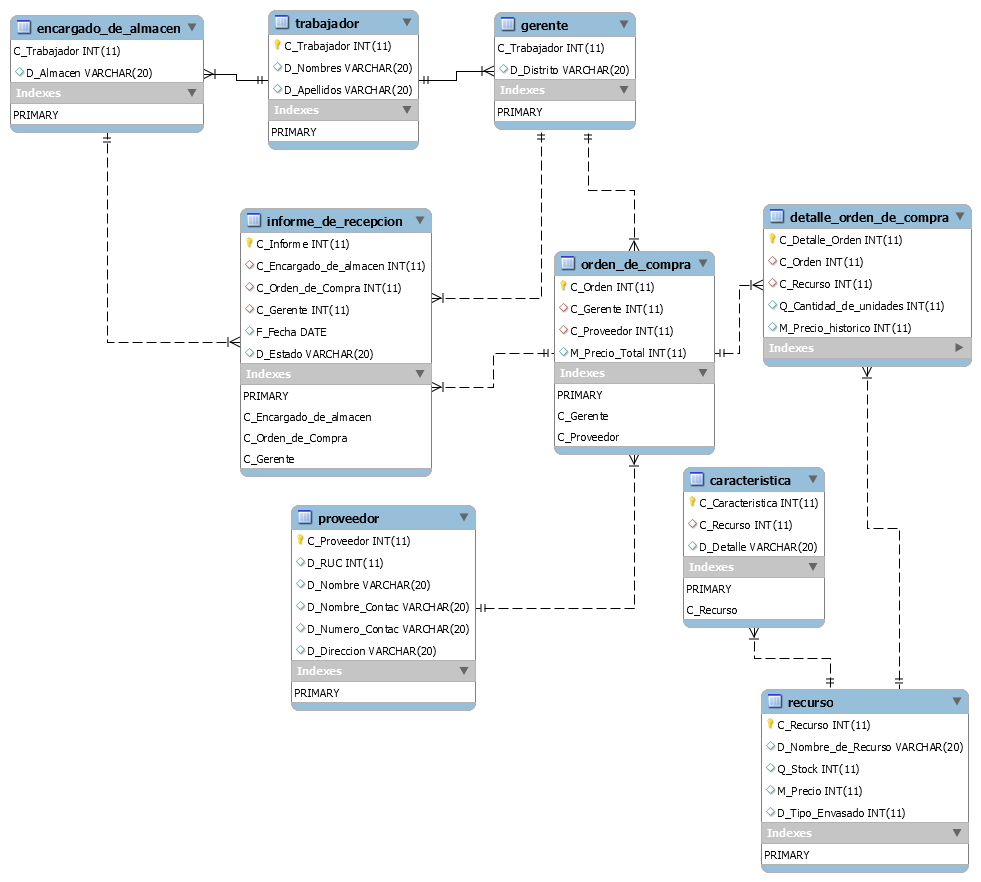 encargado_de_almacen
C_Trabajador INT(11)
D_Almacen VARCHAR(20)
Indexes
PRIMARY
trabajador
C_Trabajador INT(11)
D_Nombres VARCHAR(20)
D_Apellidos VARCHAR(20)
Indexes
PRIMARY
gerente
C_Trabajador INT(11)
D_Distrito VARCHAR(20)
Indexes
PRIMARY
informe_de_recepcion
C_Informe INT(11)
C_Encargado_de_almacen INT(11)
C_Orden_de_Compra INT(11)
C_Gerente INT(11)
F_Fecha DATE
D_Estado VARCHAR(20)
Indexes
PRIMARY
C_Encargado_de_almacen
C_Orden_de_Compra
C_Gerente
orden_de_compra
C_Orden INT(11)
C_Gerente INT(11)
C_Proveedor INT(11)
M_Precio_Total INT(11)
Indexes
PRIMARY
C_Gerente
C_Proveedor
detalle_orden_de_compra
C_Detalle_Orden INT(11)
C_Orden INT(11)
C_Recurso INT(11)
Q_Cantidad_de_unidades INT(11)
M_Precio_historico INT(11)
Indexes
proveedor
C_Proveedor INT(11)
D_RUC INT(11)
D_Nombre VARCHAR(20)
D_Nombre_Contac VARCHAR(20)
D_Numero_Contac VARCHAR(20)
D_Direccion VARCHAR(20)
Indexes
PRIMARY
caracteristica
C_Caracteristica INT(11)
C_Recurso INT(11)
D_Detalle VARCHAR(20)
Indexes
PRIMARY
C_Recurso
recurso
C_Recurso INT(11)
D_Nombre_de_Recurso VARCHAR(20)
Q_Stock INT(11)
M_Precio INT(11)
D_Tipo_Envasado INT(11)
Indexes
PRIMARY